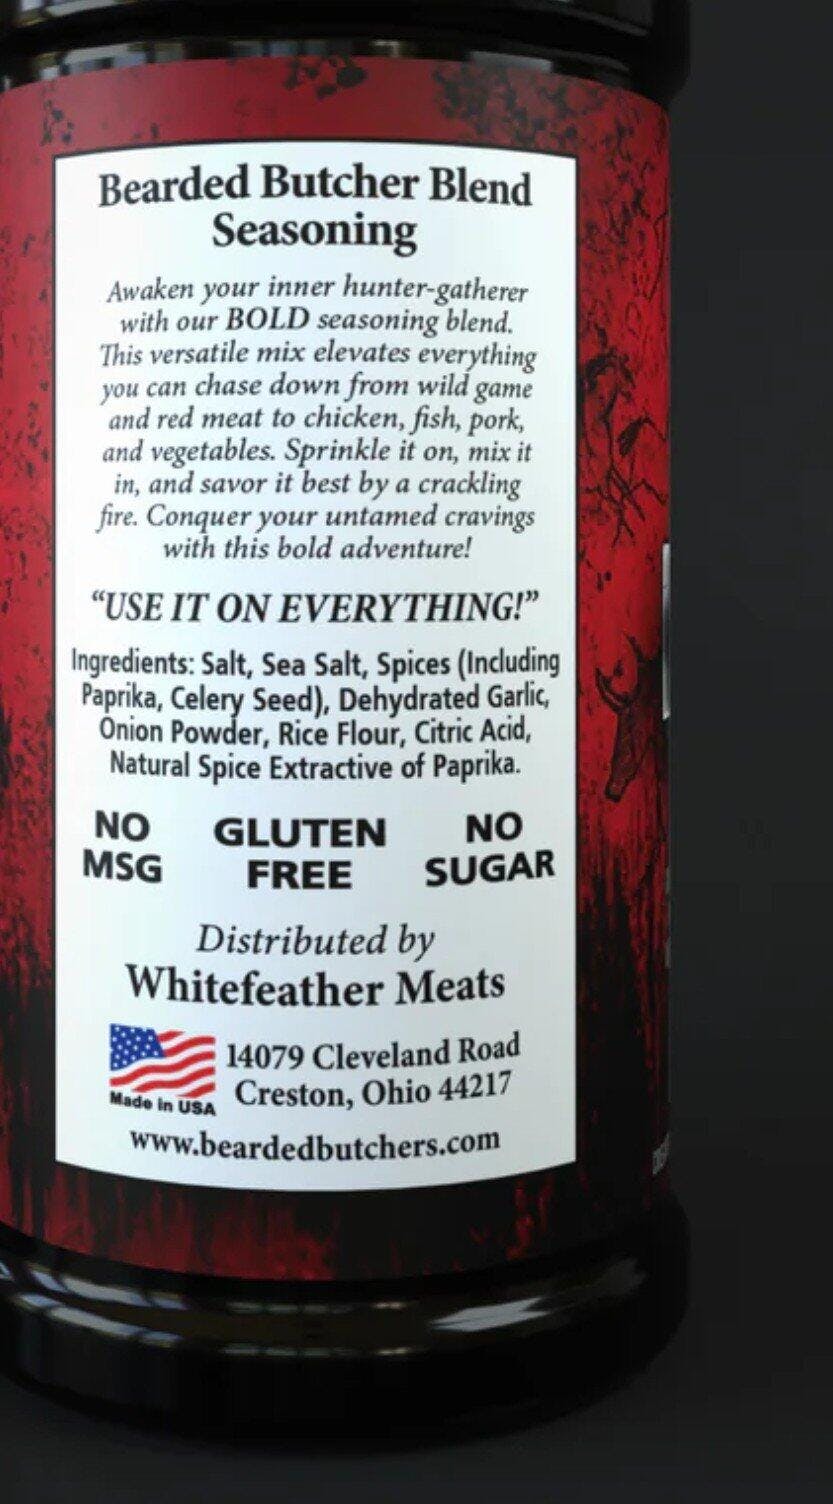 Bearded Butcher Blend
Seasoning
Awaken your inner hunter-gatherer
with our BOLD seasoning blend.
This versatile mix elevates everything
you can chase down from wild game
and red meat to chicken, fish, pork,
and vegetables. Sprinkle it on, mix it
in, and savor it best by a crackling
fire. Conquer your untamed cravings
with this bold adventure!
“USE IT ON EVERYTHING!”
Ingredients: Salt, Sea Salt, Spices (Including
Paprika, Celery Seed), Dehydrated Garlic,
Onion Powder, Rice Flour, Citric Acid,
Natural Spice Extractive of Paprika.
NO MSG
GLUTEN FREE
NO SUGAR
Distributed by
Whitefeather Meats
Made in USA
14079 Cleveland Road
Creston, Ohio 44217
www.beardedbutchers.com